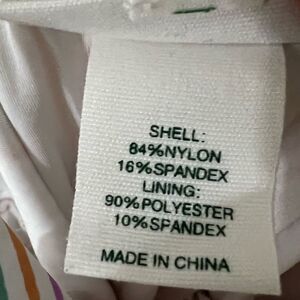 SHELL:
84%NYLON
16%SPANDEX
LINING:
90%POLYESTER
10%SPANDEX
MADE IN CHINA